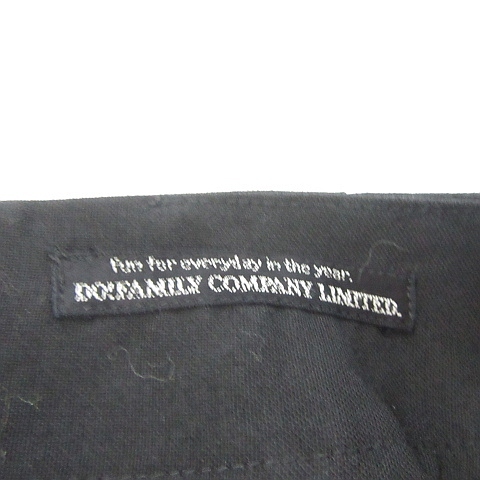 fun for everyday in the year.
DO!FAMILY COMPANY LIMITED.